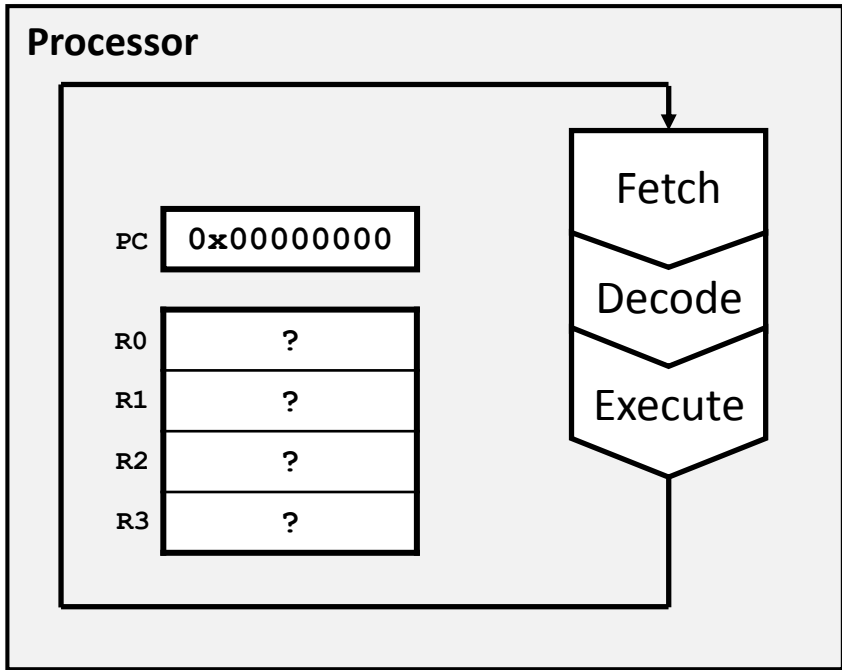 Processor
PC 0x00000000
R0 ?
R1 ?
R2 ?
R3 ?
Fetch
Decode
Execute